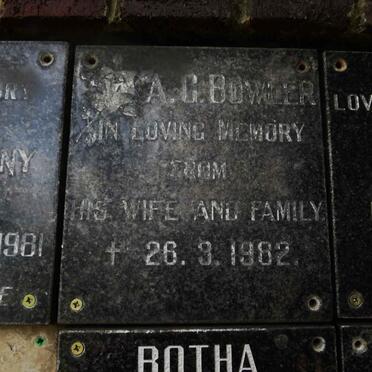 A.G. BOWLER
IN LOVING MEMORY
FROM
HIS WIFE AND FAMILY
† 26.3.1982.
NY
1981
LOV
BOTHA